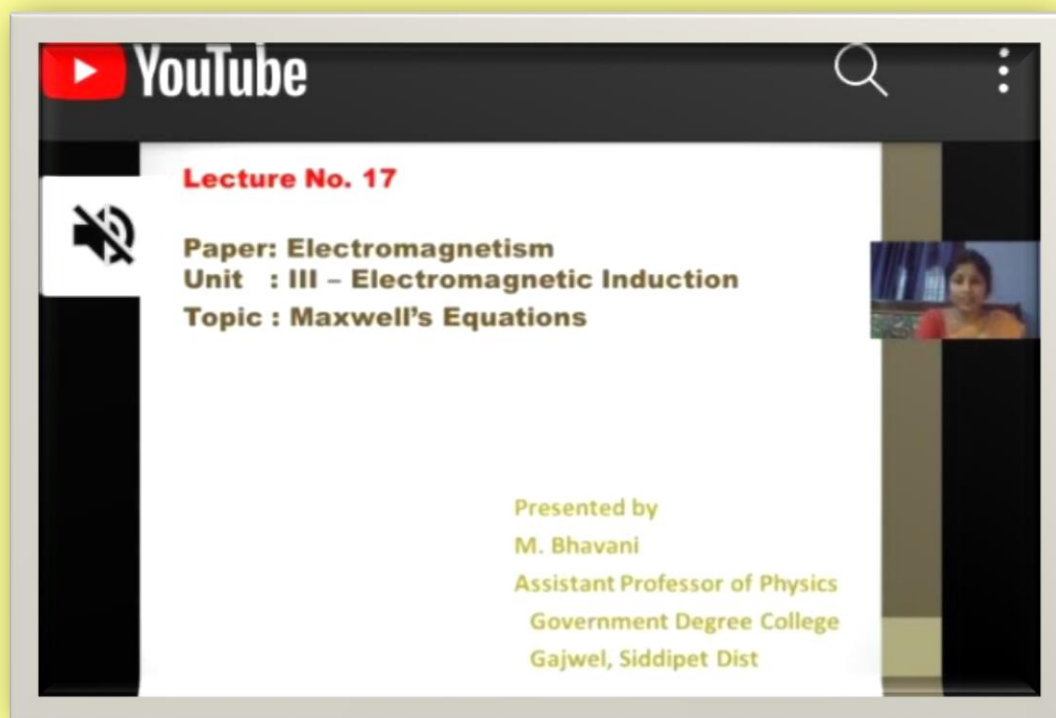 YouTube
Lecture No. 17
Paper: Electromagnetism
Unit : III – Electromagnetic Induction
Topic : Maxwell's Equations
Presented by
M. Bhavani
Assistant Professor of Physics
Government Degree College
Gajwel, Siddipet Dist